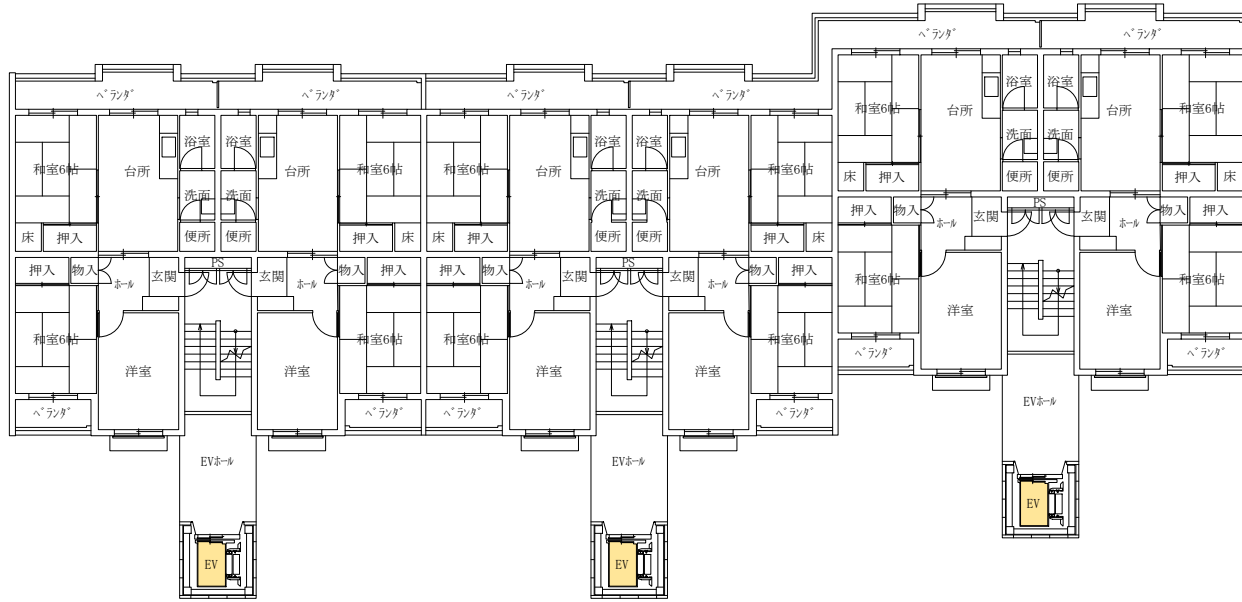 ﾍﾞﾗﾝﾀﾞ
ﾍﾞﾗﾝﾀﾞ
ﾍﾞﾗﾝﾀﾞ
ﾍﾞﾗﾝﾀﾞ
ﾍﾞﾗﾝﾀﾞ
ﾍﾞﾗﾝﾀﾞ
和室6帖
台所
浴室
浴室
台所
和室6帖
洗面
洗面
床
押入
便所
便所
押入
床
押入
物入
ﾎｰﾙ
玄関
PS
玄関
ﾎｰﾙ
物入
押入
和室6帖
洋室
洋室
和室6帖
ﾍﾞﾗﾝﾀﾞ
ﾍﾞﾗﾝﾀﾞ
EVﾎｰﾙ
EV
和室6帖
台所
浴室
浴室
台所
和室6帖
洗面
洗面
床
押入
便所
便所
押入
床
押入
物入
ﾎｰﾙ
玄関
PS
玄関
ﾎｰﾙ
物入
押入
和室6帖
洋室
洋室
和室6帖
ﾍﾞﾗﾝﾀﾞ
ﾍﾞﾗﾝﾀﾞ
EVﾎｰﾙ
EV
和室6帖
台所
浴室
浴室
台所
和室6帖
洗面
洗面
床
押入
便所
便所
押入
床
押入
物入
ﾎｰﾙ
玄関
PS
玄関
ﾎｰﾙ
物入
押入
和室6帖
洋室
洋室
和室6帖
ﾍﾞﾗﾝﾀﾞ
ﾍﾞﾗﾝﾀﾞ
EVﾎｰﾙ
EV